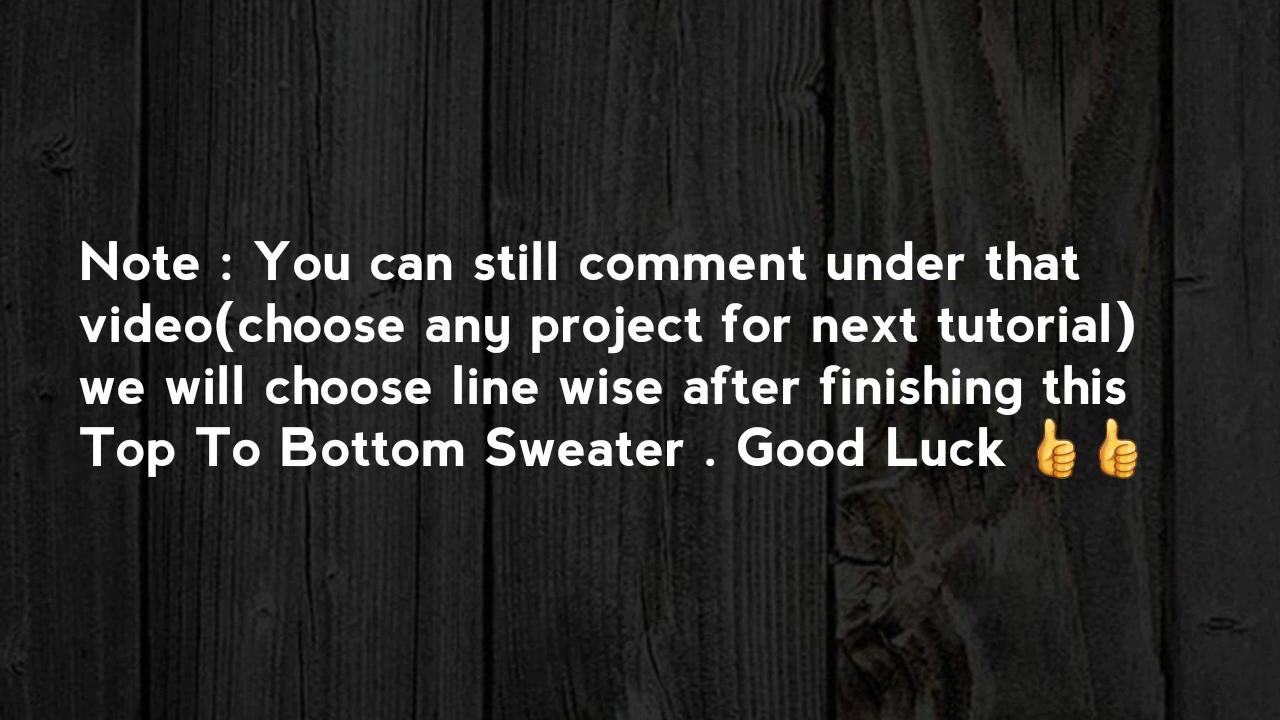 Note : You can still comment under that
video(choose any project for next tutorial)
we will choose line wise after finishing this
Top To Bottom Sweater . Good Luck 👍👍